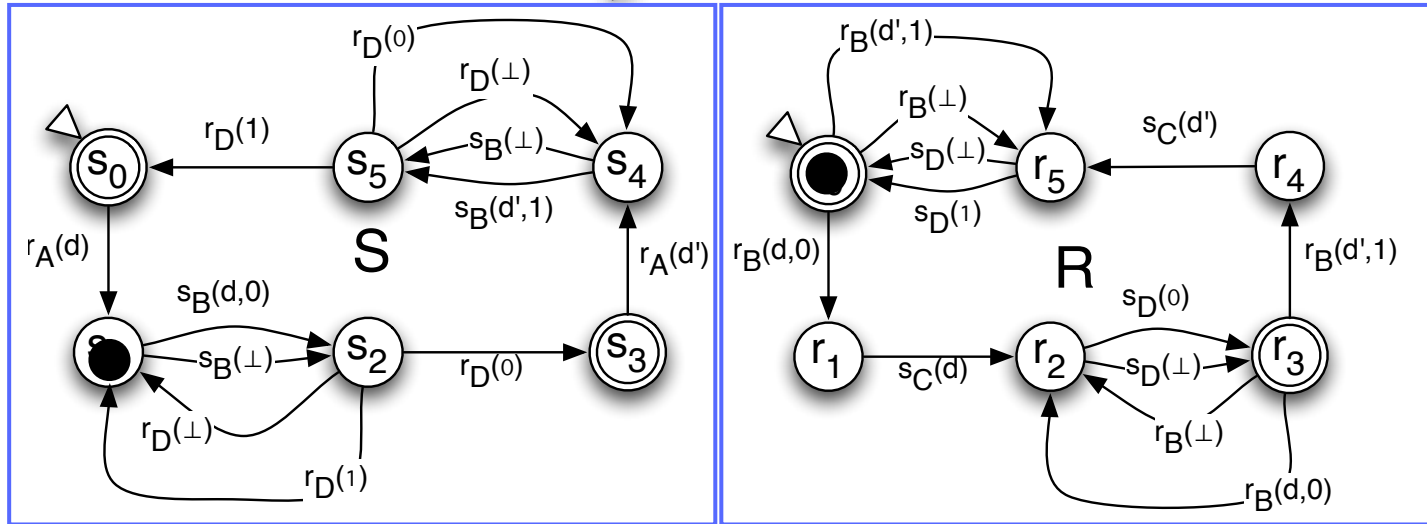 r_D(0)
r_D(⊥)
r_D(1)
s_B(⊥)
s_0
s_5
s_4
s_B(d',1)
r_A(d)
S
r_A(d')
s_B(d,0)
s_B(⊥)
s_2
s_3
r_D(0)
r_D(⊥)
r_D(1)
r_B(d',1)
r_B(⊥)
s_C(d')
s_D(⊥)
r_5
r_4
s_D(1)
r_B(d,0)
R
r_B(d',1)
s_D(0)
r_1
r_2
s_D(⊥)
r_3
s_C(d)
r_B(⊥)
r_B(d,0)